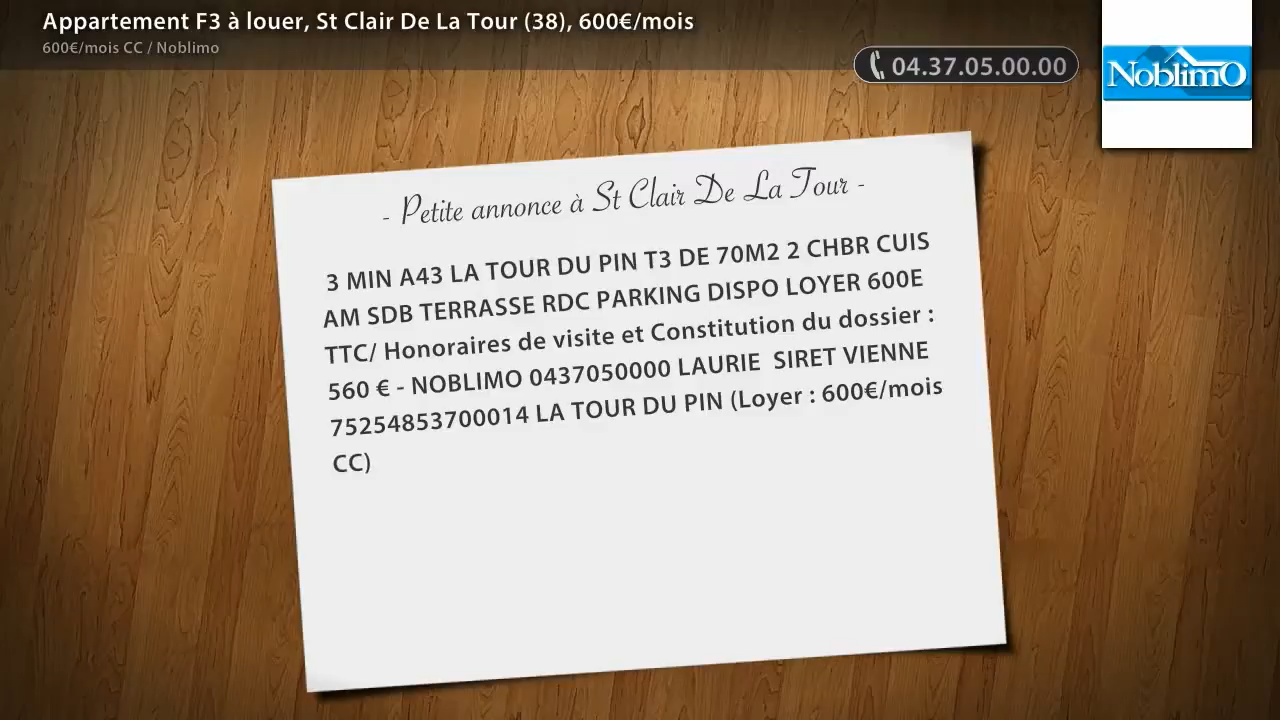 Appartement F3 à louer, St Clair De La Tour (38), 600€/mois
600€/mois CC / Noblimo
04.37.05.00.00
NoblimO
- Petite annonce à St Clair De La Tour -
3 MIN A43 LA TOUR DU PIN T3 DE 70M2 2 CHBR CUIS
AM SDB TERRASSE RDC PARKING DISPO LOYER 600E
TTC/ Honoraires de visite et Constitution du dossier :
560 € - NOBLIMO 0437050000 LAURIE  SIRET VIENNE
75254853700014 LA TOUR DU PIN (Loyer : 600€/mois
CC)